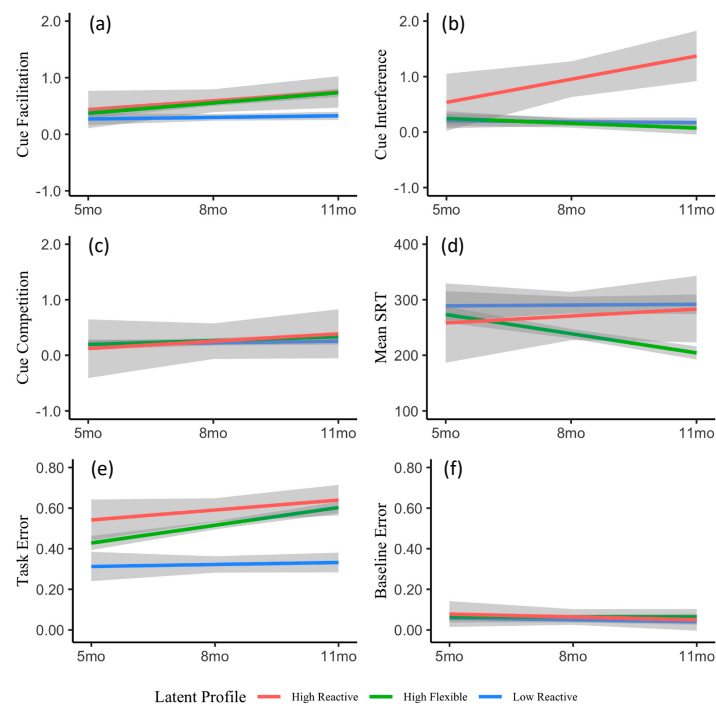 (a)
Cue Facilitation
2.0
1.0
0.0
-1.0
5mo 8mo 11mo
(b)
Cue Interference
2.0
1.0
0.0
-1.0
5mo 8mo 11mo
(c)
Cue Competition
2.0
1.0
0.0
-1.0
5mo 8mo 11mo
(d)
Mean SRT
400
300
200
100
5mo 8mo 11mo
(e)
Task Error
0.80
0.60
0.40
0.20
0.00
5mo 8mo 11mo
(f)
Baseline Error
0.80
0.60
0.40
0.20
0.00
5mo 8mo 11mo
Latent Profile High Reactive High Flexible Low Reactive